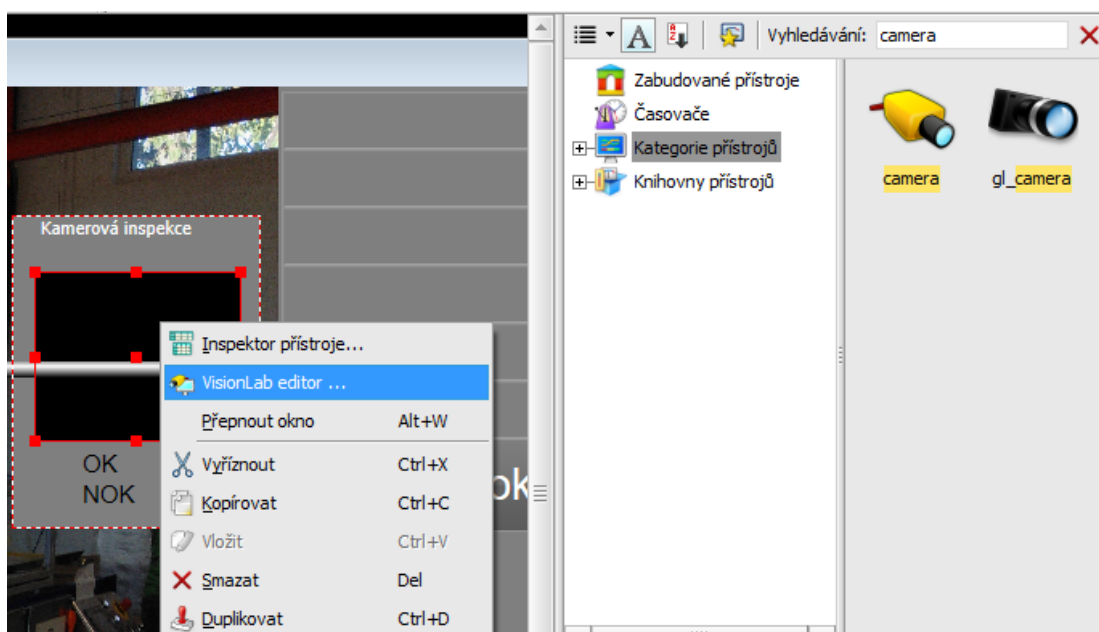 Vyhledávání: camera
Zabudované přístroje
Časovače
Kategorie přístrojů
Knihovny přístrojů
camera
gl_camera
Kamerová inspekce
OK
NOK
ok
Inspektor přístroje...
VisionLab editor ...
Přepnout okno Alt+W
Vyříznout Ctrl+X
Kopírovat Ctrl+C
Vložit Ctrl+V
Smazat Del
Duplikovat Ctrl+D